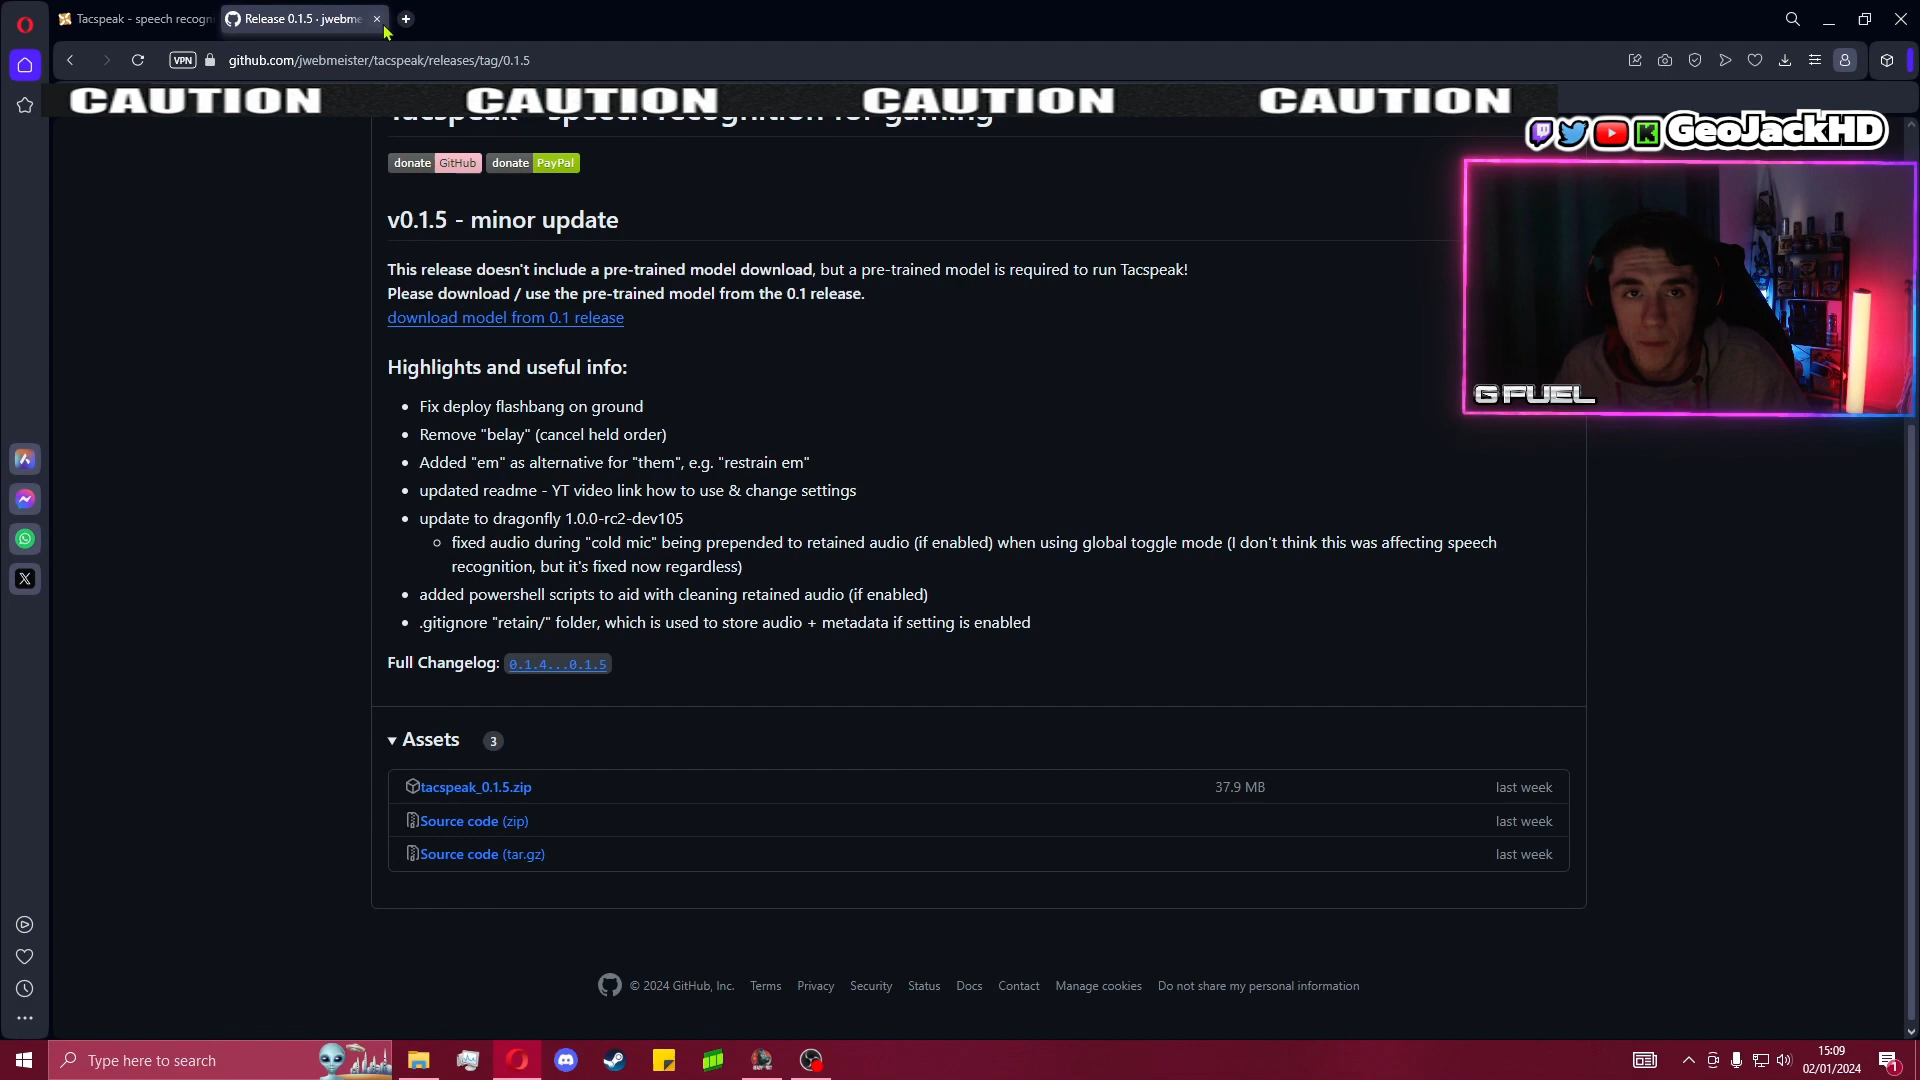 Tacspeak - speech recogn
Release 0.1.5 · jwebme
VPN
github.com/jwebmeister/tacspeak/releases/tag/0.1.5
CAUTION CAUTION CAUTION CAUTION
Tacspeak - speech recognition for gaming
GeoJackHD
donate GitHub donate PayPal
v0.1.5 - minor update
This release doesn't include a pre-trained model download, but a pre-trained model is required to run Tacspeak!
Please download / use the pre-trained model from the 0.1 release.
download model from 0.1 release
Highlights and useful info:
G FUEL
Fix deploy flashbang on ground
Remove "belay" (cancel held order)
Added "em" as alternative for "them", e.g. "restrain em"
updated readme - YT video link how to use & change settings
update to dragonfly 1.0.0-rc2-dev105
fixed audio during "cold mic" being prepended to retained audio (if enabled) when using global toggle mode (I don't think this was affecting speech
recognition, but it's fixed now regardless)
added powershell scripts to aid with cleaning retained audio (if enabled)
.gitignore "retain/" folder, which is used to store audio + metadata if setting is enabled
Full Changelog: 0.1.4...0.1.5
Assets 3
tacspeak_0.1.5.zip 37.9 MB last week
Source code (zip) last week
Source code (tar.gz) last week
© 2024 GitHub, Inc. Terms Privacy Security Status Docs Contact Manage cookies Do not share my personal information
Type here to search
15:09
02/01/2024
1